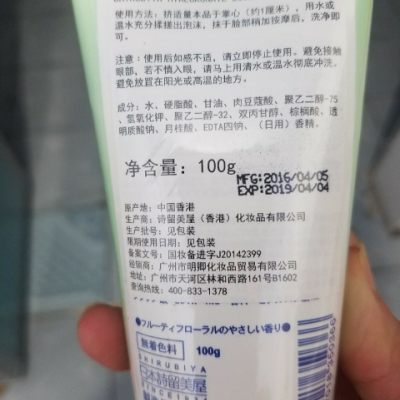 使用方法：挤适量本品于掌心（约1厘米），用水或
温水充分揉搓出泡沫，抹于脸部稍加按摩后，洗净即
可。
注意：使用后如感不适，请立即停止使用。避免接触
眼部，若不慎入眼，请马上用清水或温水彻底冲洗。
避免放置在阳光或高温的地方。
成分：水、硬脂酸、甘油、肉豆蔻酸、聚乙二醇-75
、氢氧化钾、聚乙二醇-32、双丙甘醇、棕榈酸、透
明质酸钠、月桂酸、EDTA四钠、（日用）香精。
净含量：100g
MFG:2016/04/05
EXP:2019/04/04
原产地：中国香港
生产商：诗留美屋（香港）化妆品有限公司
生产批号：见包装
限期使用日期：见包装
备案文号：国妆备进字J20142399
经销商：广州市明卿化妆品贸易有限公司
地址：广州市天河区林和西路161号B1602
查询热线：400-833-1378
●フルーティフローラルのやさしい香り●
無着色料 100g
SHIRUBIYA
日本詩留美屋
SINCE